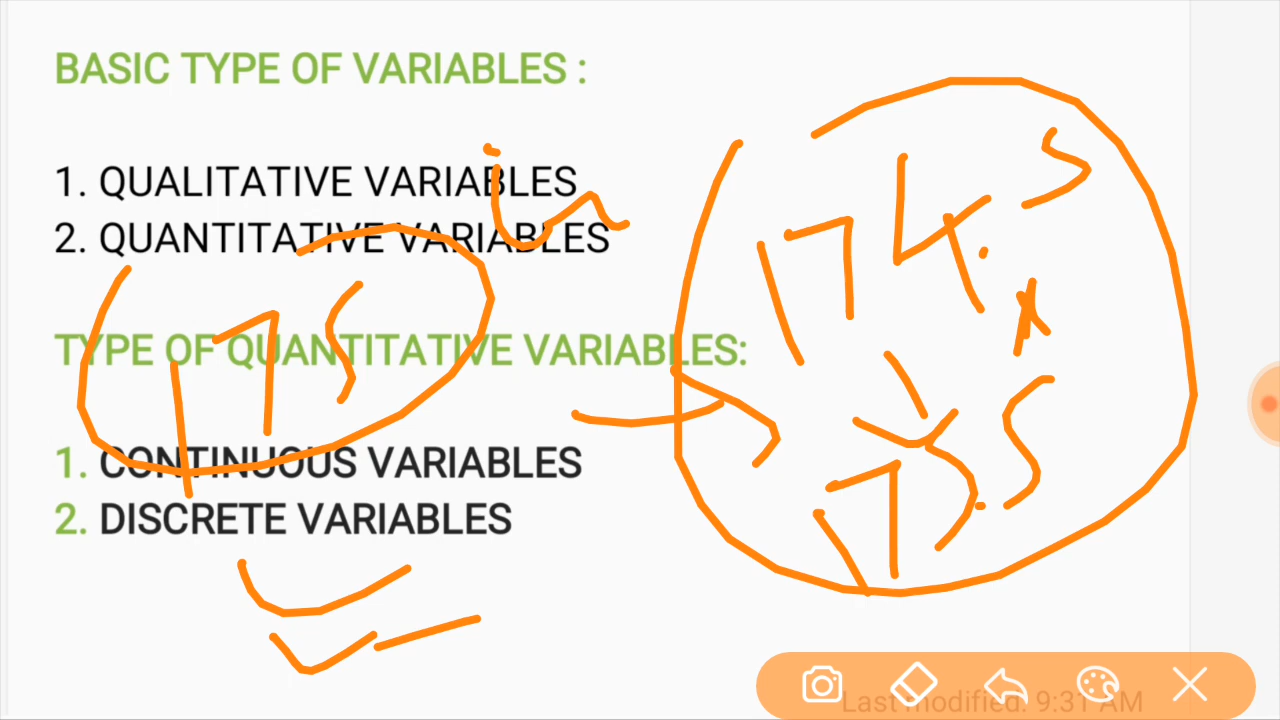 BASIC TYPE OF VARIABLES :
1. QUALITATIVE VARIABLES
2. QUANTITATIVE VARIABLES
in
174.5
175
TYPE OF QUANTITATIVE VARIABLES:
175.5
1. CONTINUOUS VARIABLES
2. DISCRETE VARIABLES
Last modified: 9:31 AM